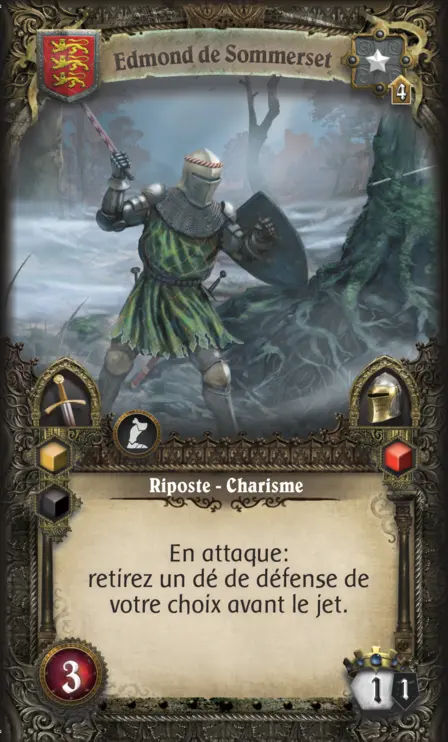 Edmond de Sommerset
4
Riposte - Charisme
En attaque:
retirez un dé de défense de
votre choix avant le jet.
3
1 1